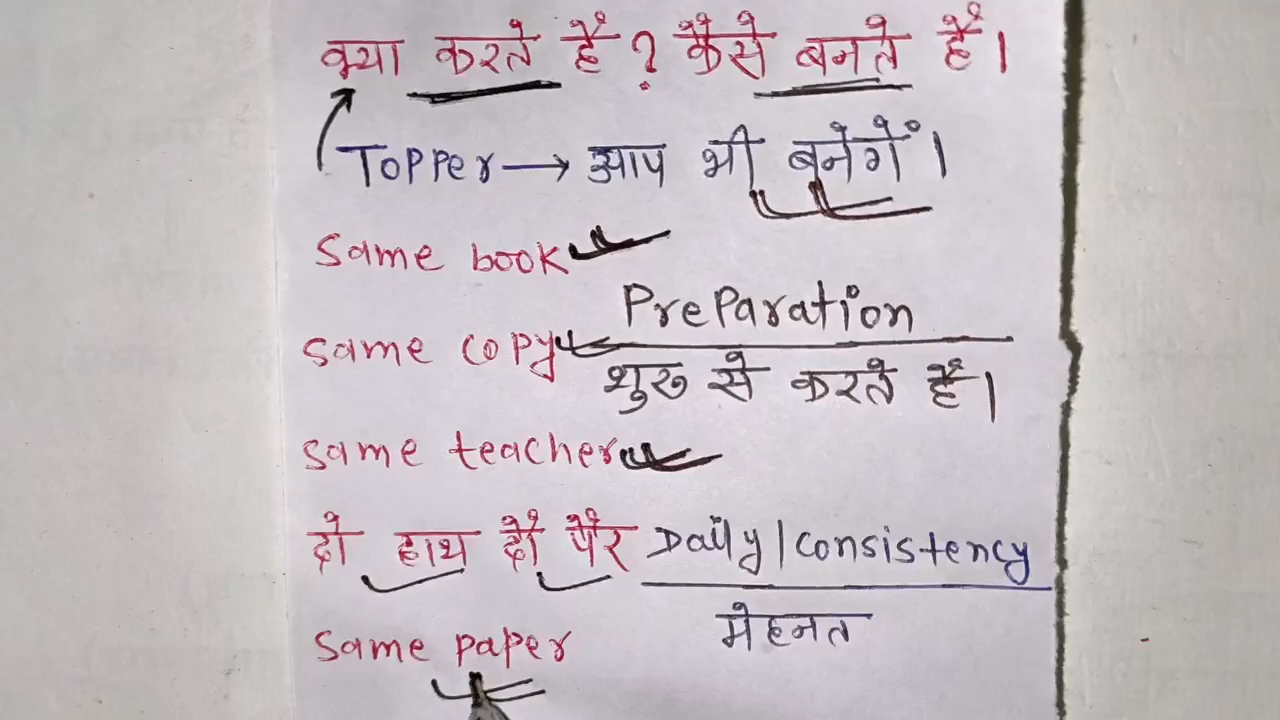 क्या करते हैं? कैसे बनते हैं।
Topper → आप भी बनेगें।
same book
Preparation
same copy
शुरू से करते हैं।
same teacher
दो हाथ दौ पैर Daily/consistency
मेहनत
same paper